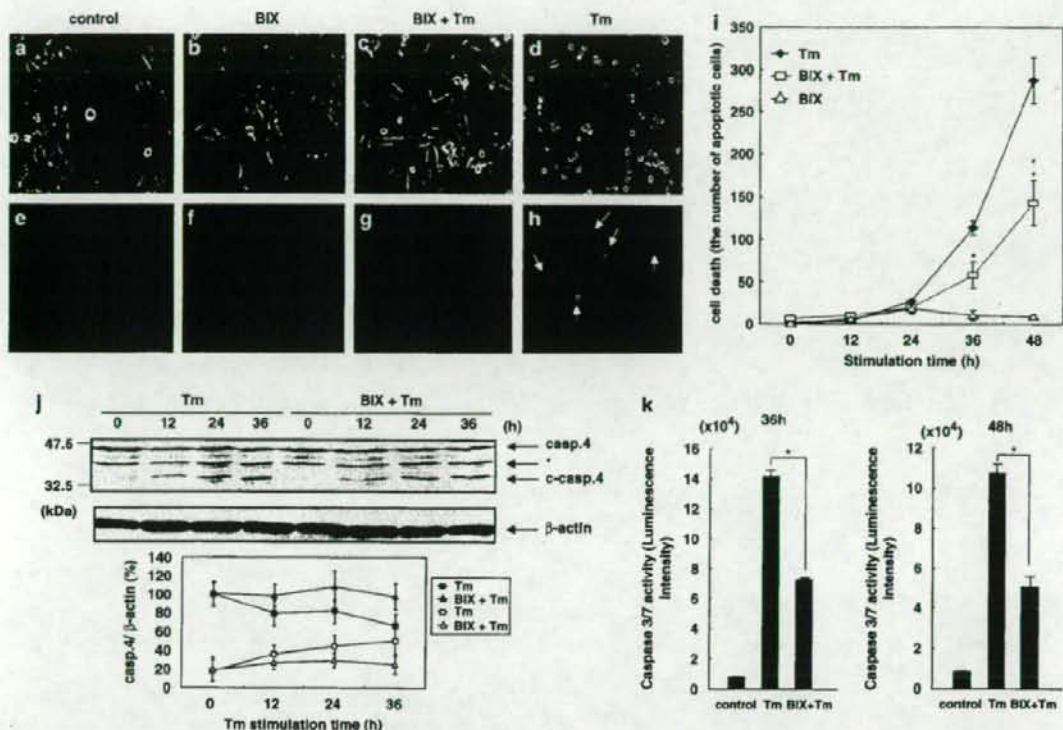 control BIX BIX + Tm Tm
a b c d
e f g h
i
cell death (the number of apoptotic cells)
350
300
250
200
150
100
50
0
Tm
BIX + Tm
BIX
*
*
*
0 12 24 36 48
Stimulation time (h)
j
Tm BIX + Tm
0 12 24 36 0 12 24 36 (h)
47.5
32.5
(kDa)
casp.4
*
c-casp.4
β-actin
casp.4/ β-actin (%)
140
120
100
80
60
40
20
0
Tm
BIX + Tm
Tm
BIX + Tm
0 12 24 36
Tm stimulation time (h)
k
(x10⁴) 36h
Caspase 3/7 activity (Luminescence
Intensity)
16
14
12
10
8
6
4
2
0
*
control Tm BIX+Tm
(x10⁴) 48h
Caspase 3/7 activity (Luminescence
Intensity)
12
10
8
6
4
2
0
*
control Tm BIX+Tm